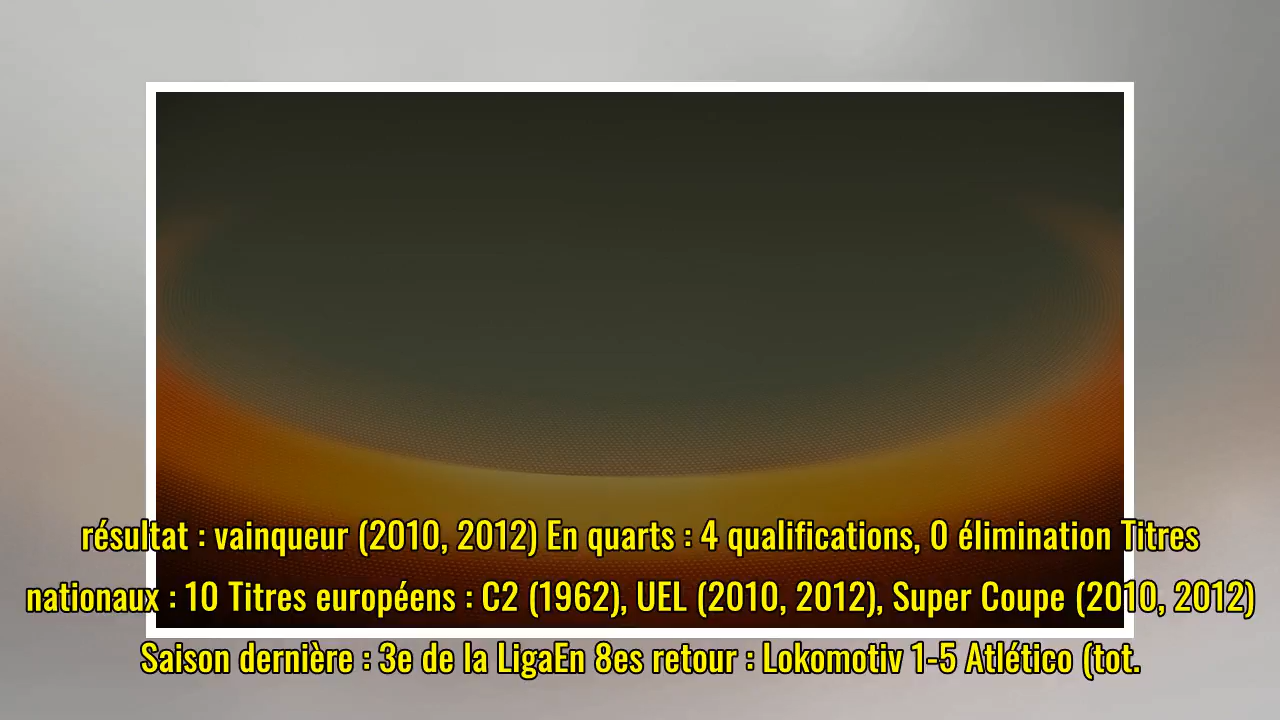 résultat : vainqueur (2010, 2012) En quarts : 4 qualifications, 0 élimination Titres
nationaux : 10 Titres européens : C2 (1962), UEL (2010, 2012), Super Coupe (2010, 2012)
Saison dernière : 3e de la LigaEn 8es retour : Lokomotiv 1-5 Atlético (tot.